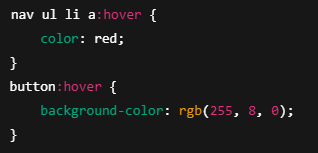 nav ul li a:hover {
    color: red;
}
button:hover {
    background-color: rgb(255, 8, 0);
}